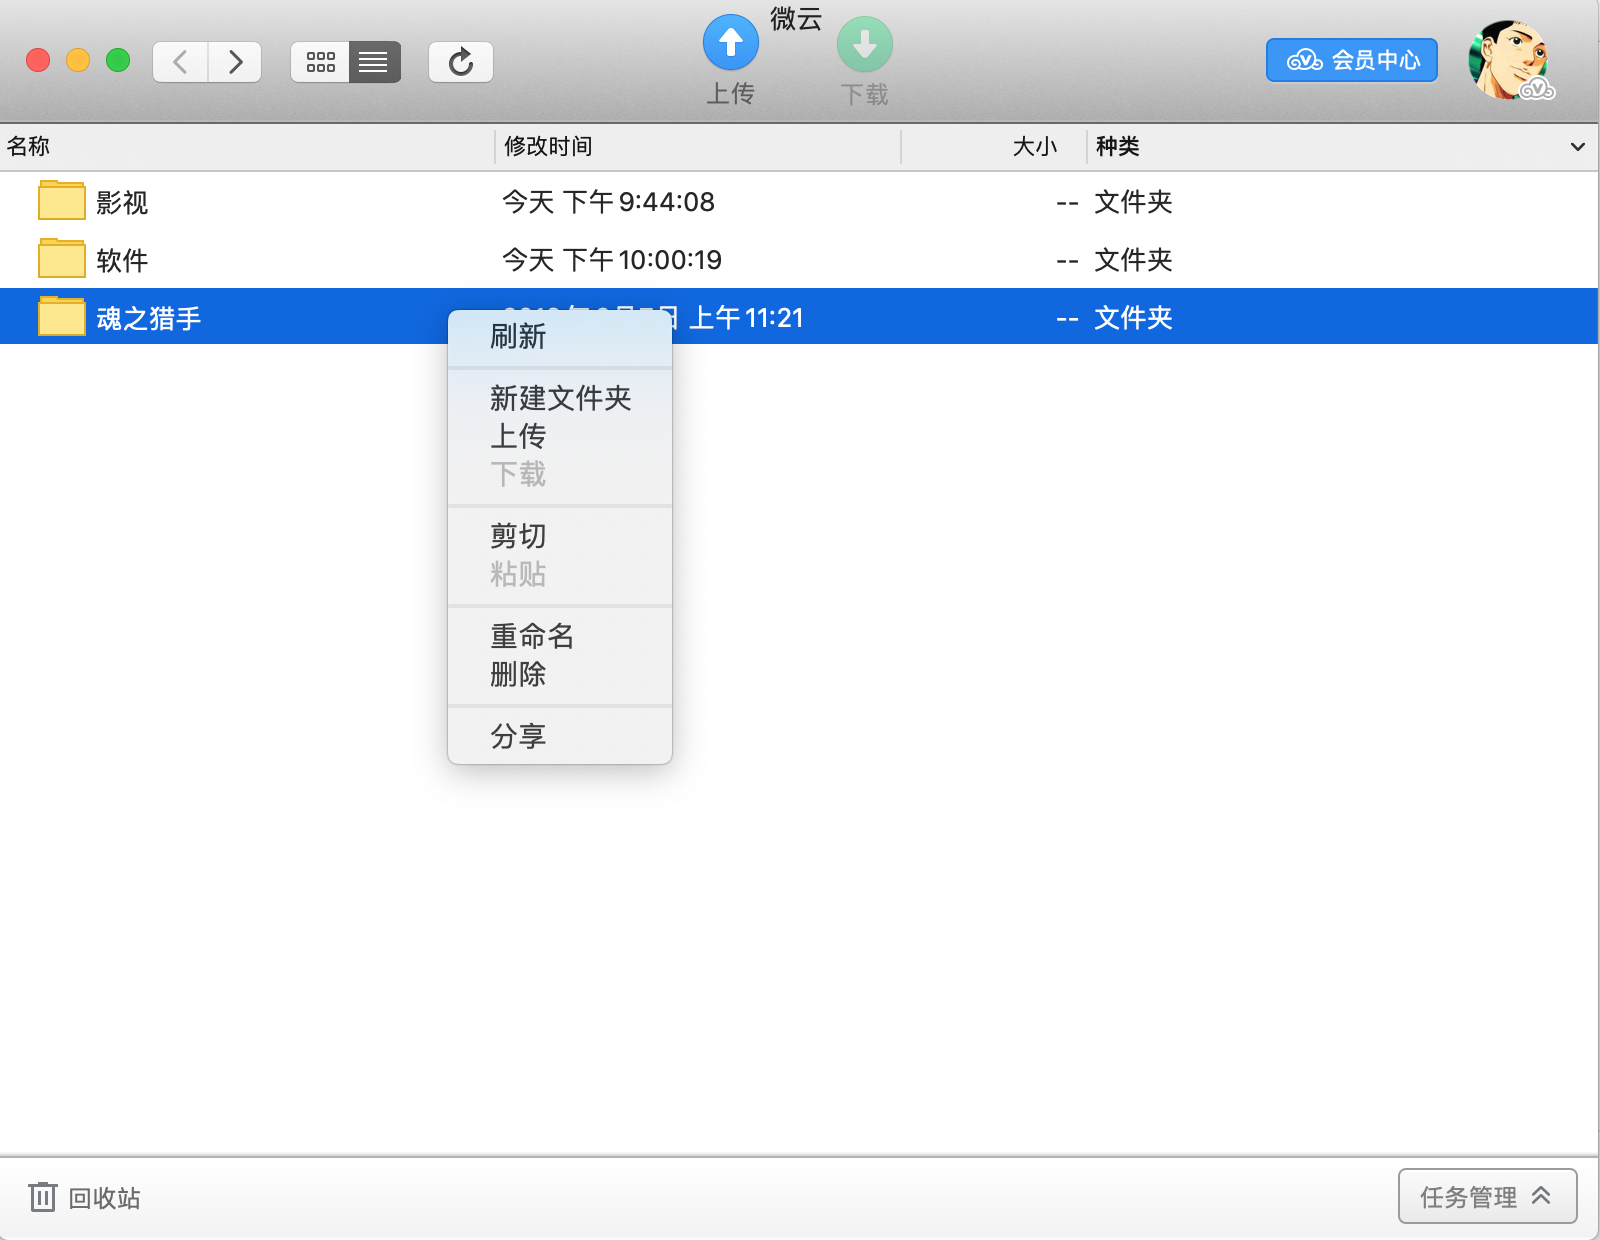 微云
上传
下载
会员中心
名称 修改时间 大小 种类
影视 今天 下午 9:44:08 -- 文件夹
软件 今天 下午 10:00:19 -- 文件夹
魂之猎手 上午 11:21 -- 文件夹
刷新
新建文件夹
上传
下载
剪切
粘贴
重命名
删除
分享
回收站
任务管理